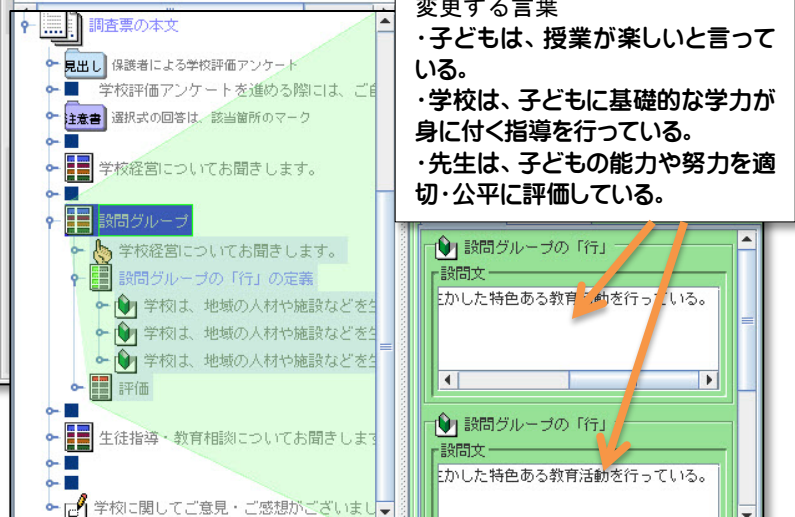 調査票の本文
見出し 保護者による学校評価アンケート
学校評価アンケートを進める際には、ご
注意書 選択式の回答は、該当箇所のマーク
学校経営についてお聞きします。
設問グループ
学校経営についてお聞きします。
設問グループの「行」の定義
学校は、地域の人材や施設などを
学校は、地域の人材や施設などを
学校は、地域の人材や施設などを
評価
生徒指導・教育相談についてお聞きします
学校に関してご意見・ご感想がございまし
変更する言葉
・子どもは、授業が楽しいと言って
いる。
・学校は、子どもに基礎的な学力が
身に付く指導を行っている。
・先生は、子どもの能力や努力を適
切・公平に評価している。
設問グループの「行」
設問文
かした特色ある教育活動を行っている。
設問グループの「行」
設問文
かした特色ある教育活動を行っている。